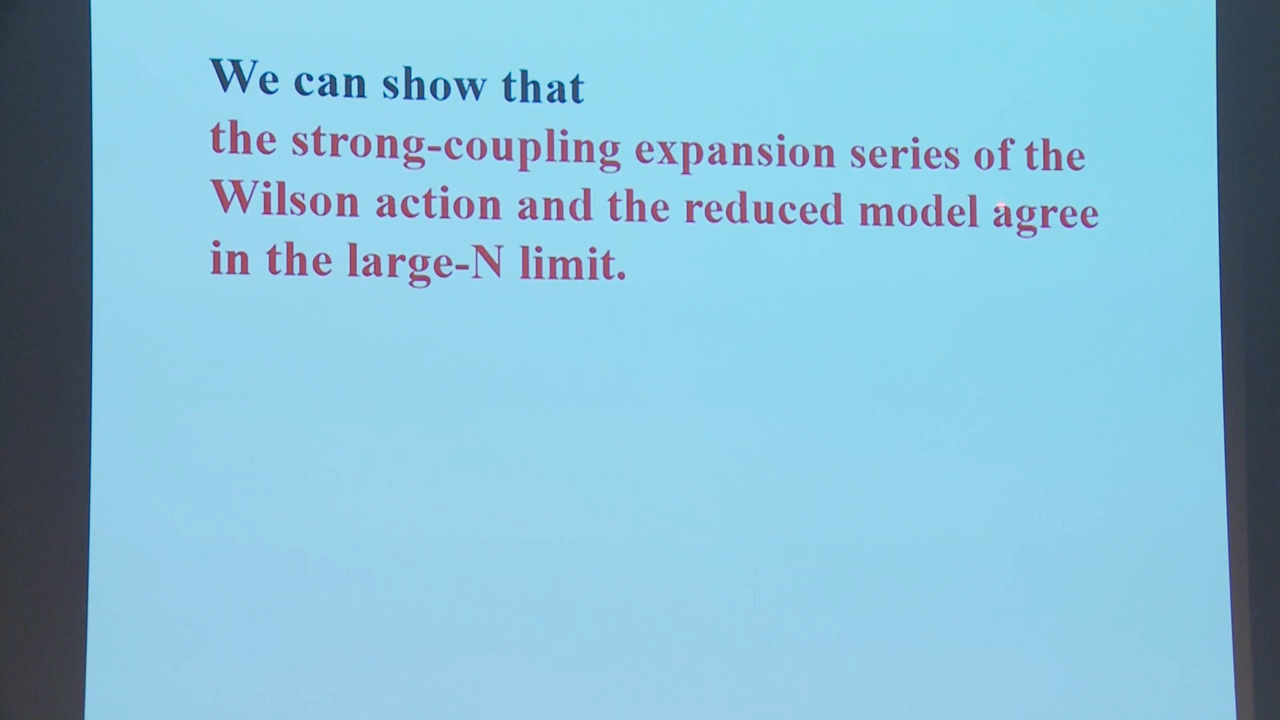 We can show that
the strong-coupling expansion series of the
Wilson action and the reduced model agree
in the large-N limit.